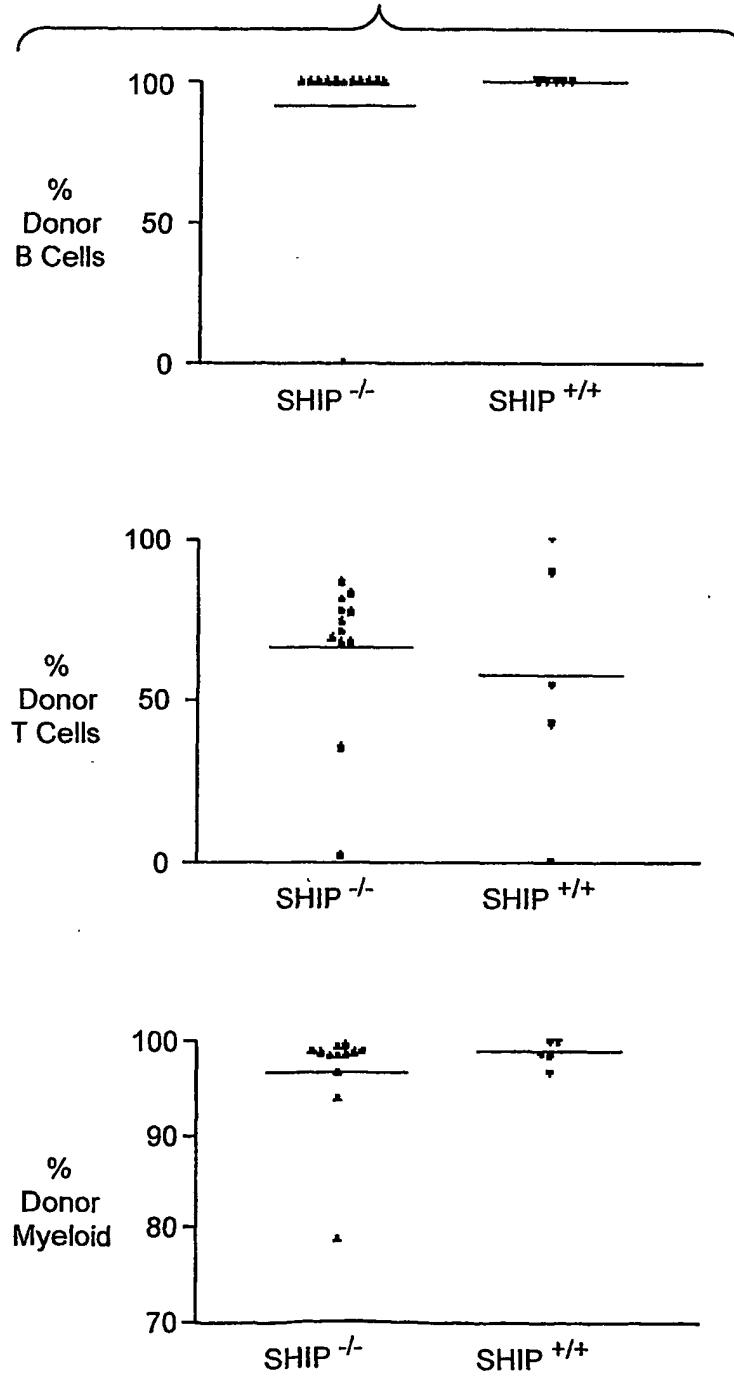 100
%
Donor
B Cells
50
0
SHIP -/- SHIP +/+
100
%
Donor
T Cells
50
0
SHIP -/- SHIP +/+
100
90
%
Donor
Myeloid
80
70
SHIP -/- SHIP +/+